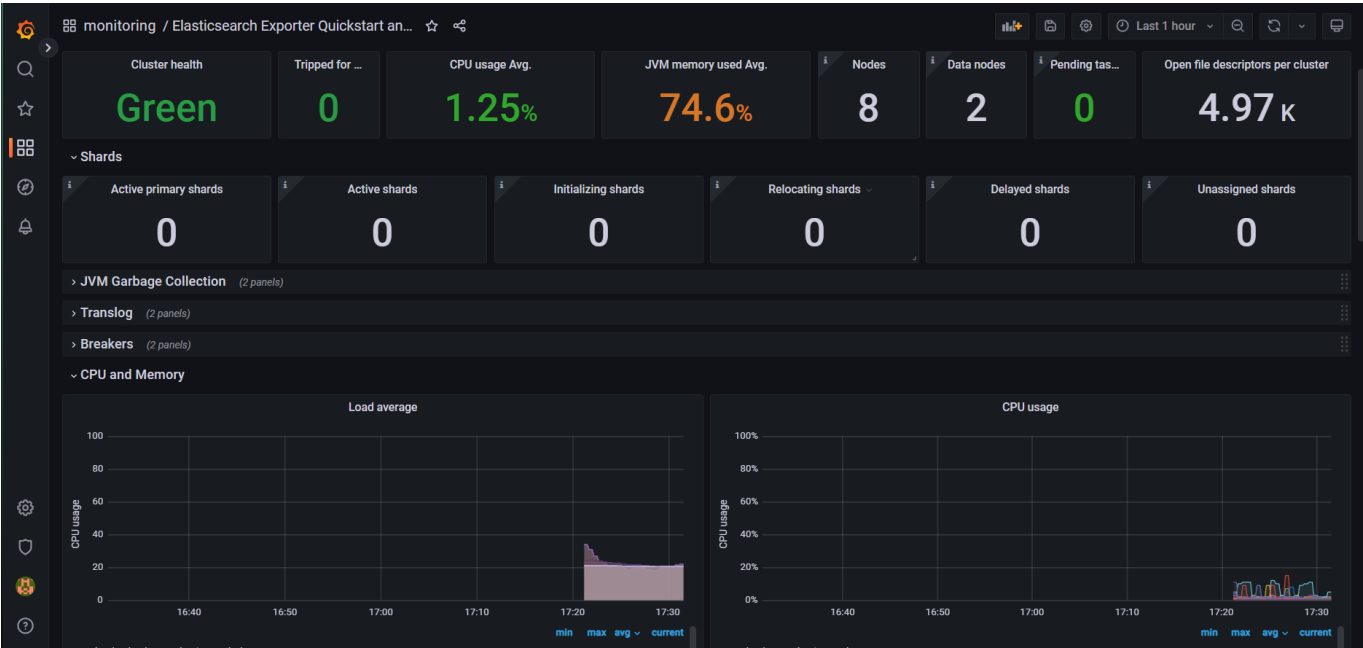 monitoring / Elasticsearch Exporter Quickstart an...
Last 1 hour
Cluster health
Tripped for ...
CPU usage Avg.
JVM memory used Avg.
Nodes
Data nodes
Pending tas...
Open file descriptors per cluster
Green
0
1.25%
74.6%
8
2
0
4.97 K
Shards
Active primary shards
Active shards
Initializing shards
Relocating shards
Delayed shards
Unassigned shards
0
0
0
0
0
0
JVM Garbage Collection (2 panels)
Translog (2 panels)
Breakers (2 panels)
CPU and Memory
Load average
CPU usage
100
80
60
40
20
0
CPU usage
16:40
16:50
17:00
17:10
17:20
17:30
min max avg current
CPU usage
100%
80%
60%
40%
20%
0%
16:40
16:50
17:00
17:10
17:20
17:30
min max avg current